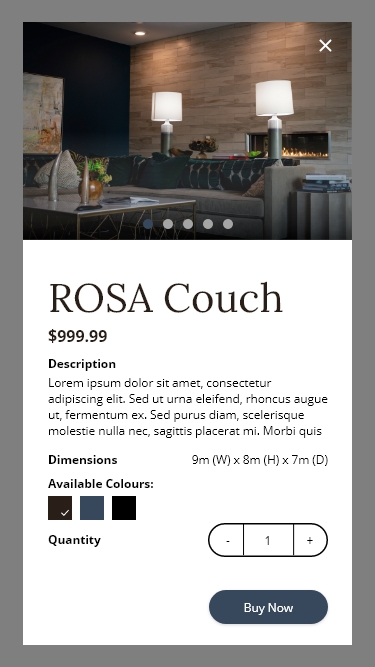 ROSA Couch
$999.99
Description
Lorem ipsum dolor sit amet, consectetur
adipiscing elit. Sed ut urna eleifend, rhoncus augue
ut, fermentum ex. Sed purus diam, scelerisque
molestie nulla nec, sagittis placerat mi. Morbi quis
Dimensions 9m (W) x 8m (H) x 7m (D)
Available Colours:
Quantity - 1 +
Buy Now